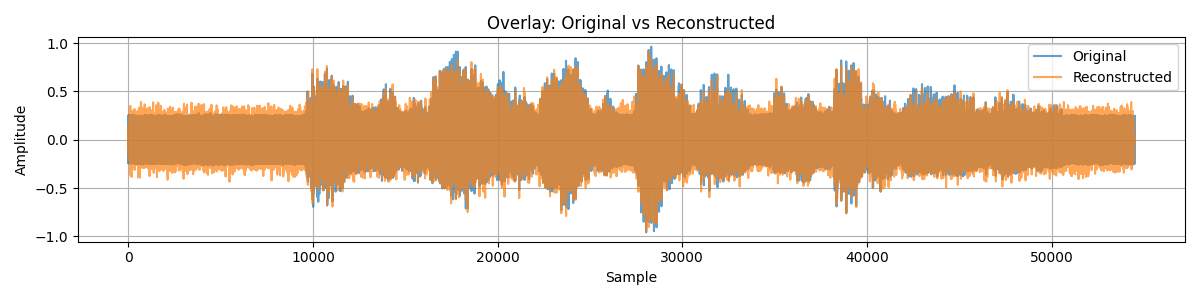 Overlay: Original vs Reconstructed
1.0
0.5
0.0
−0.5
−1.0
Amplitude
Original
Reconstructed
0
10000
20000
30000
40000
50000
Sample